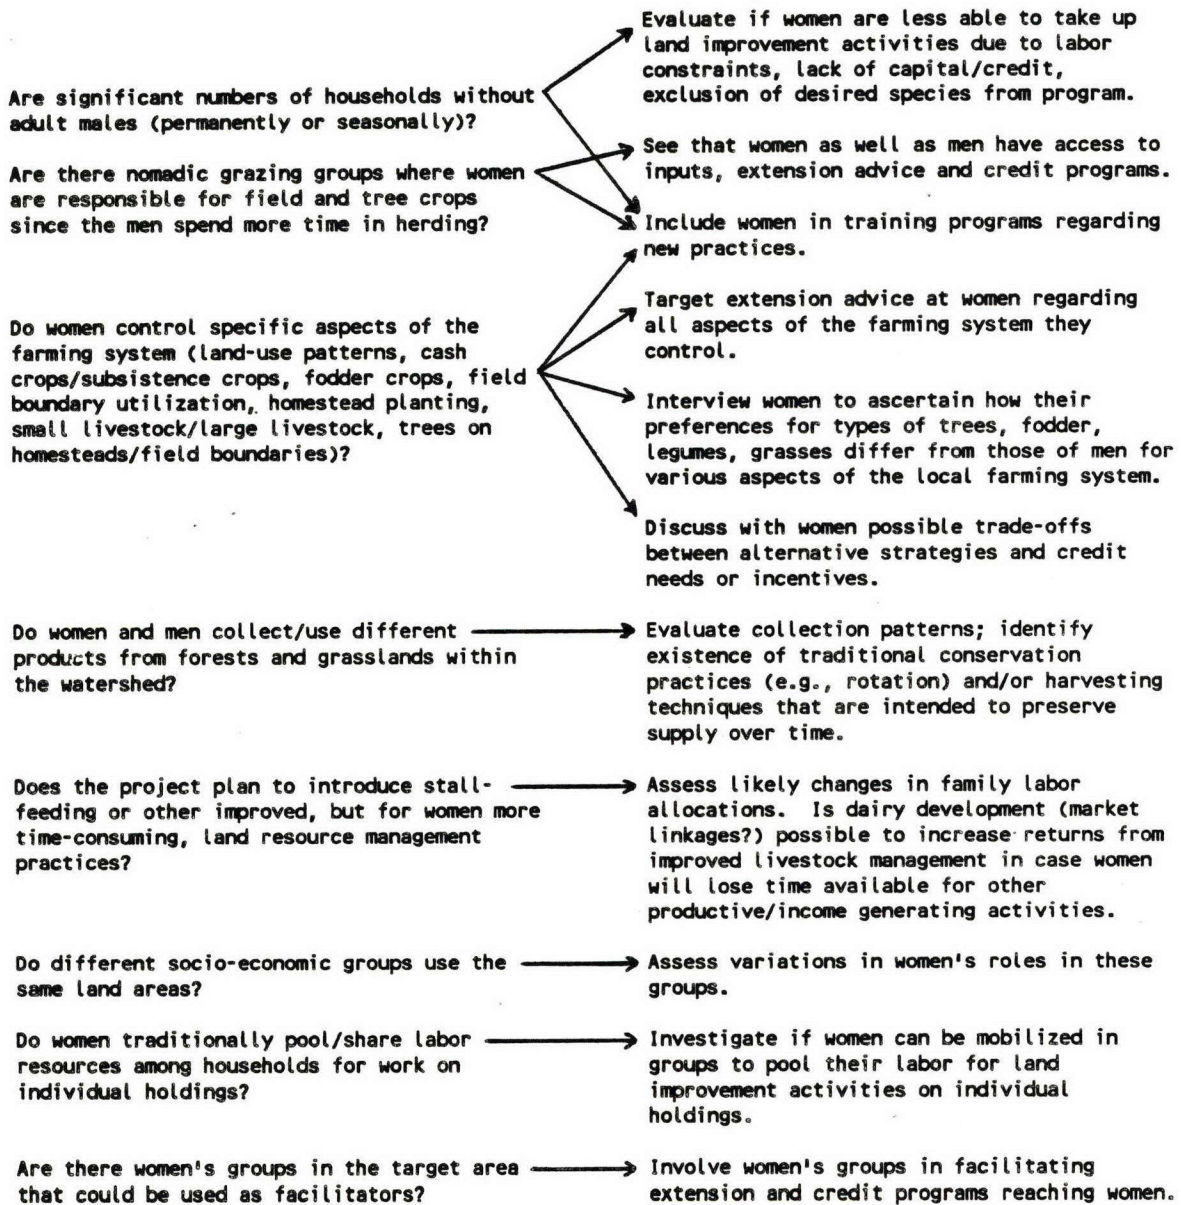 Evaluate if women are less able to take up
land improvement activities due to labor
constraints, lack of capital/credit,
exclusion of desired species from program.
Are significant numbers of households without
adult males (permanently or seasonally)?
See that women as well as men have access to
inputs, extension advice and credit programs.
Are there nomadic grazing groups where women
are responsible for field and tree crops
since the men spend more time in herding?
Include women in training programs regarding
new practices.
Target extension advice at women regarding
all aspects of the farming system they
control.
Do women control specific aspects of the
farming system (land-use patterns, cash
crops/subsistence crops, fodder crops, field
boundary utilization, homestead planting,
small livestock/large livestock, trees on
homesteads/field boundaries)?
Interview women to ascertain how their
preferences for types of trees, fodder,
legumes, grasses differ from those of men for
various aspects of the local farming system.
Discuss with women possible trade-offs
between alternative strategies and credit
needs or incentives.
Do women and men collect/use different
products from forests and grasslands within
the watershed?
Evaluate collection patterns; identify
existence of traditional conservation
practices (e.g., rotation) and/or harvesting
techniques that are intended to preserve
supply over time.
Does the project plan to introduce stall-
feeding or other improved, but for women more
time-consuming, land resource management
practices?
Assess likely changes in family labor
allocations. Is dairy development (market
linkages?) possible to increase returns from
improved livestock management in case women
will lose time available for other
productive/income generating activities.
Do different socio-economic groups use the
same land areas?
Assess variations in women's roles in these
groups.
Do women traditionally pool/share labor
resources among households for work on
individual holdings?
Investigate if women can be mobilized in
groups to pool their labor for land
improvement activities on individual
holdings.
Are there women's groups in the target area
that could be used as facilitators?
Involve women's groups in facilitating
extension and credit programs reaching women.